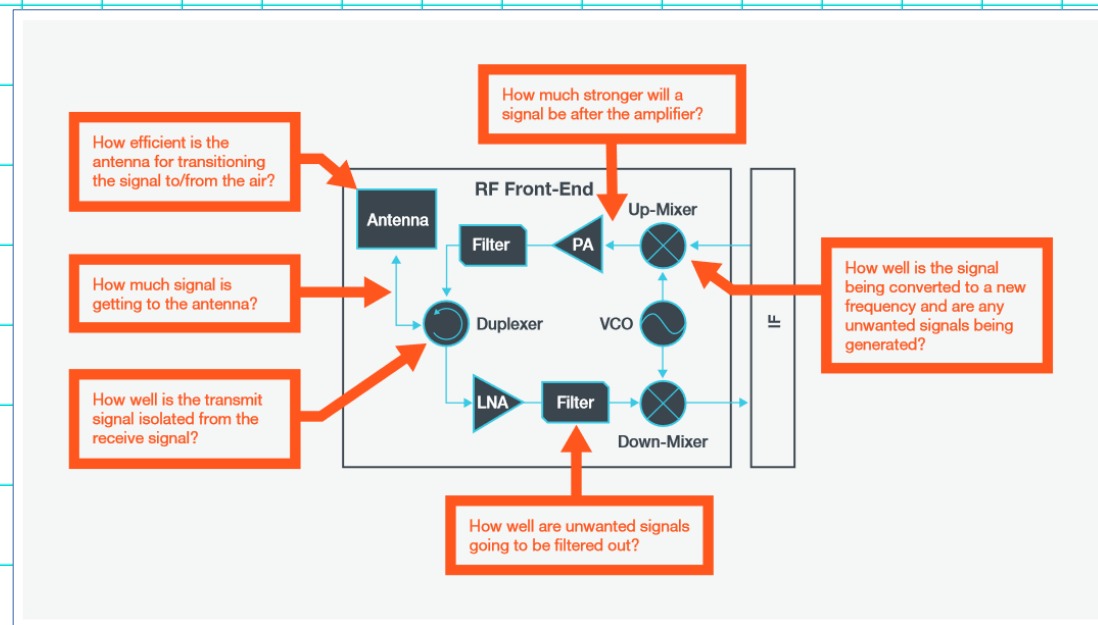 How much stronger will a
signal be after the amplifier?
How efficient is the
antenna for transitioning
the signal to/from the air?
RF Front-End
Antenna
Up-Mixer
Filter
PA
How much signal is
getting to the antenna?
How well is the signal
being converted to a new
frequency and are any
unwanted signals being
generated?
Duplexer
VCO
IF
How well is the transmit
signal isolated from the
receive signal?
LNA
Filter
Down-Mixer
How well are unwanted signals
going to be filtered out?